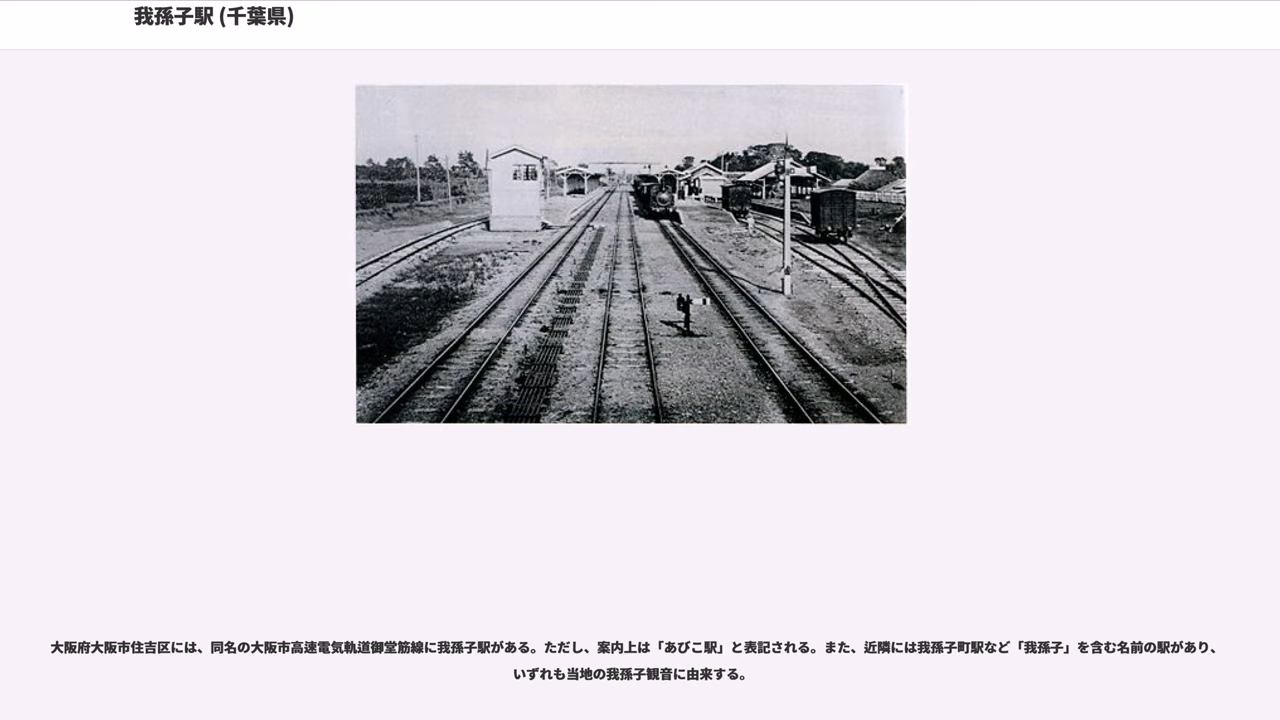 我孫子駅 (千葉県)
大阪府大阪市住吉区には、同名の大阪市高速電気軌道御堂筋線に我孫子駅がある。ただし、案内上は「あびこ駅」と表記される。また、近隣には我孫子町駅など「我孫子」を含む名前の駅があり、
いずれも当地の我孫子観音に由来する。